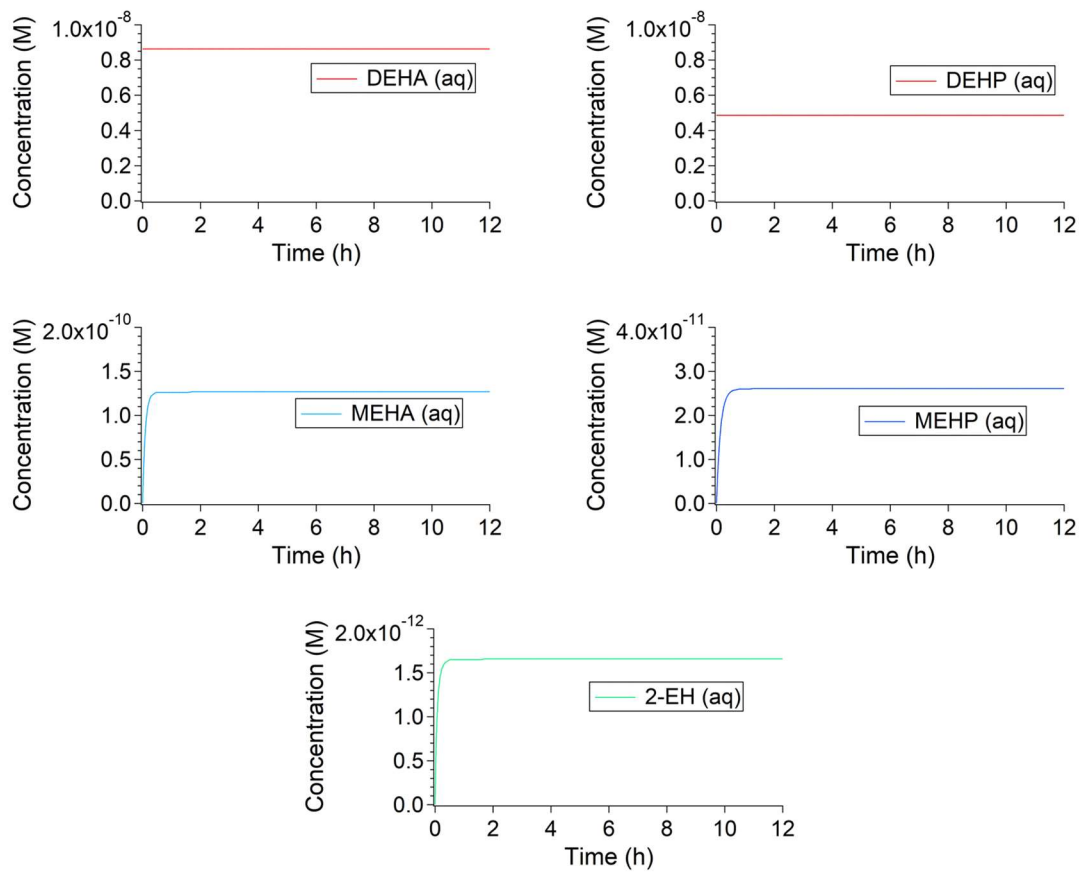 1.0x10⁻⁸
0.8
0.6
0.4
0.2
0.0
Concentration (M)
DEHA (aq)
0 2 4 6 8 10 12
Time (h)
1.0x10⁻⁸
0.8
0.6
0.4
0.2
0.0
Concentration (M)
DEHP (aq)
0 2 4 6 8 10 12
Time (h)
2.0x10⁻¹⁰
1.5
1.0
0.5
0.0
Concentration (M)
MEHA (aq)
0 2 4 6 8 10 12
Time (h)
4.0x10⁻¹¹
3.0
2.0
1.0
0.0
Concentration (M)
MEHP (aq)
0 2 4 6 8 10 12
Time (h)
2.0x10⁻¹²
1.5
1.0
0.5
0.0
Concentration (M)
2-EH (aq)
0 2 4 6 8 10 12
Time (h)